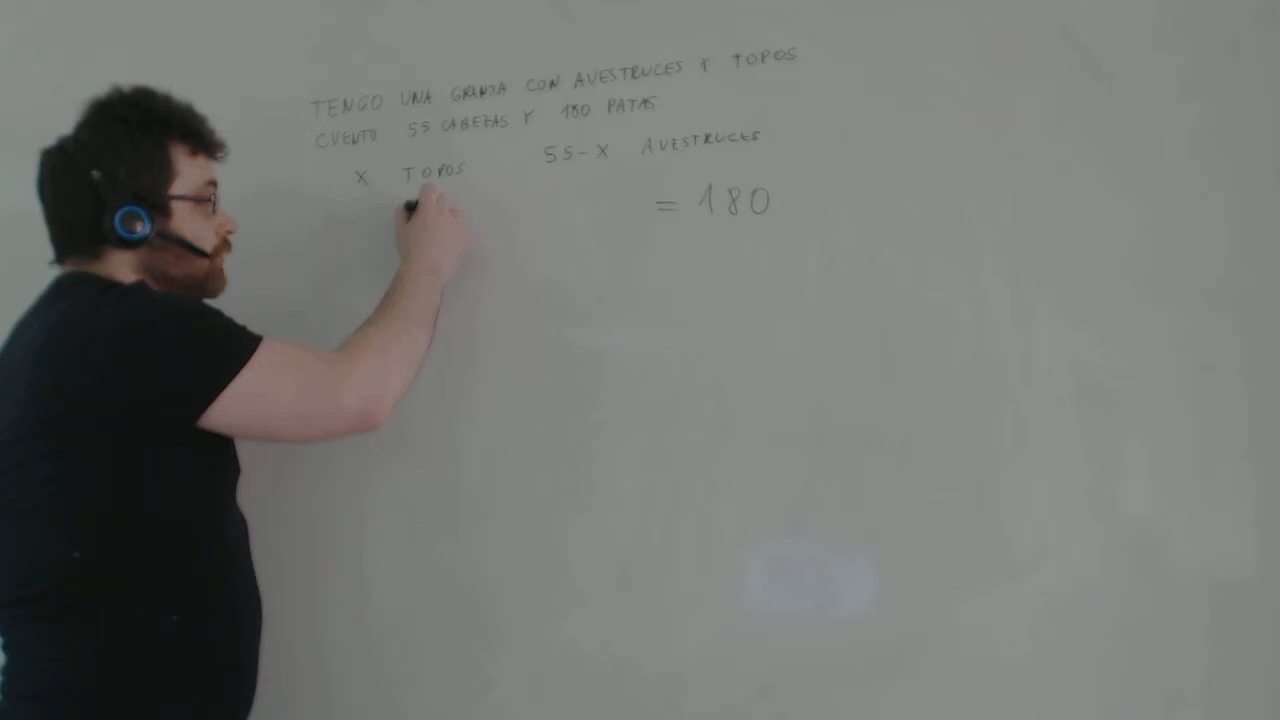 TENGO UNA GRANJA CON AVESTRUCES Y TOPOS
CUENTO 55 CABEZAS Y 180 PATAS
X TOPOS 55-X AVESTRUCES
= 180